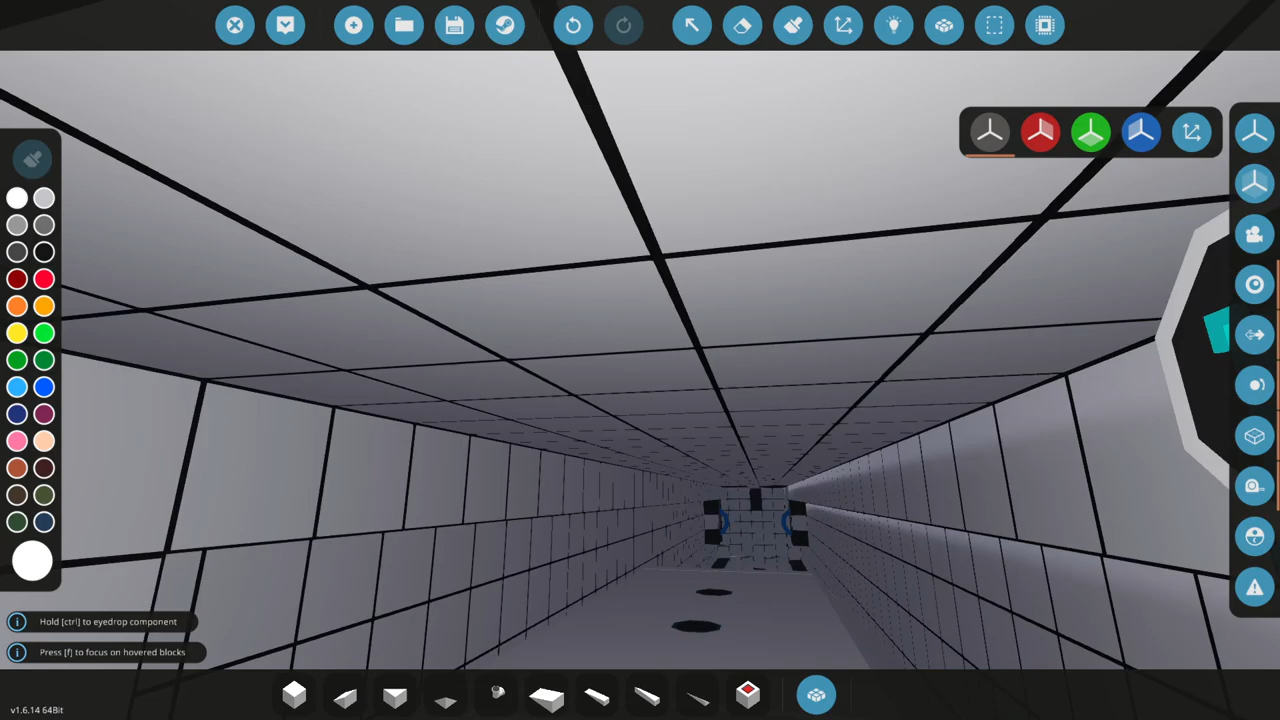 Hold [ctrl] to eyedrop component
Press [f] to focus on hovered blocks
v1.6.14 64Bit